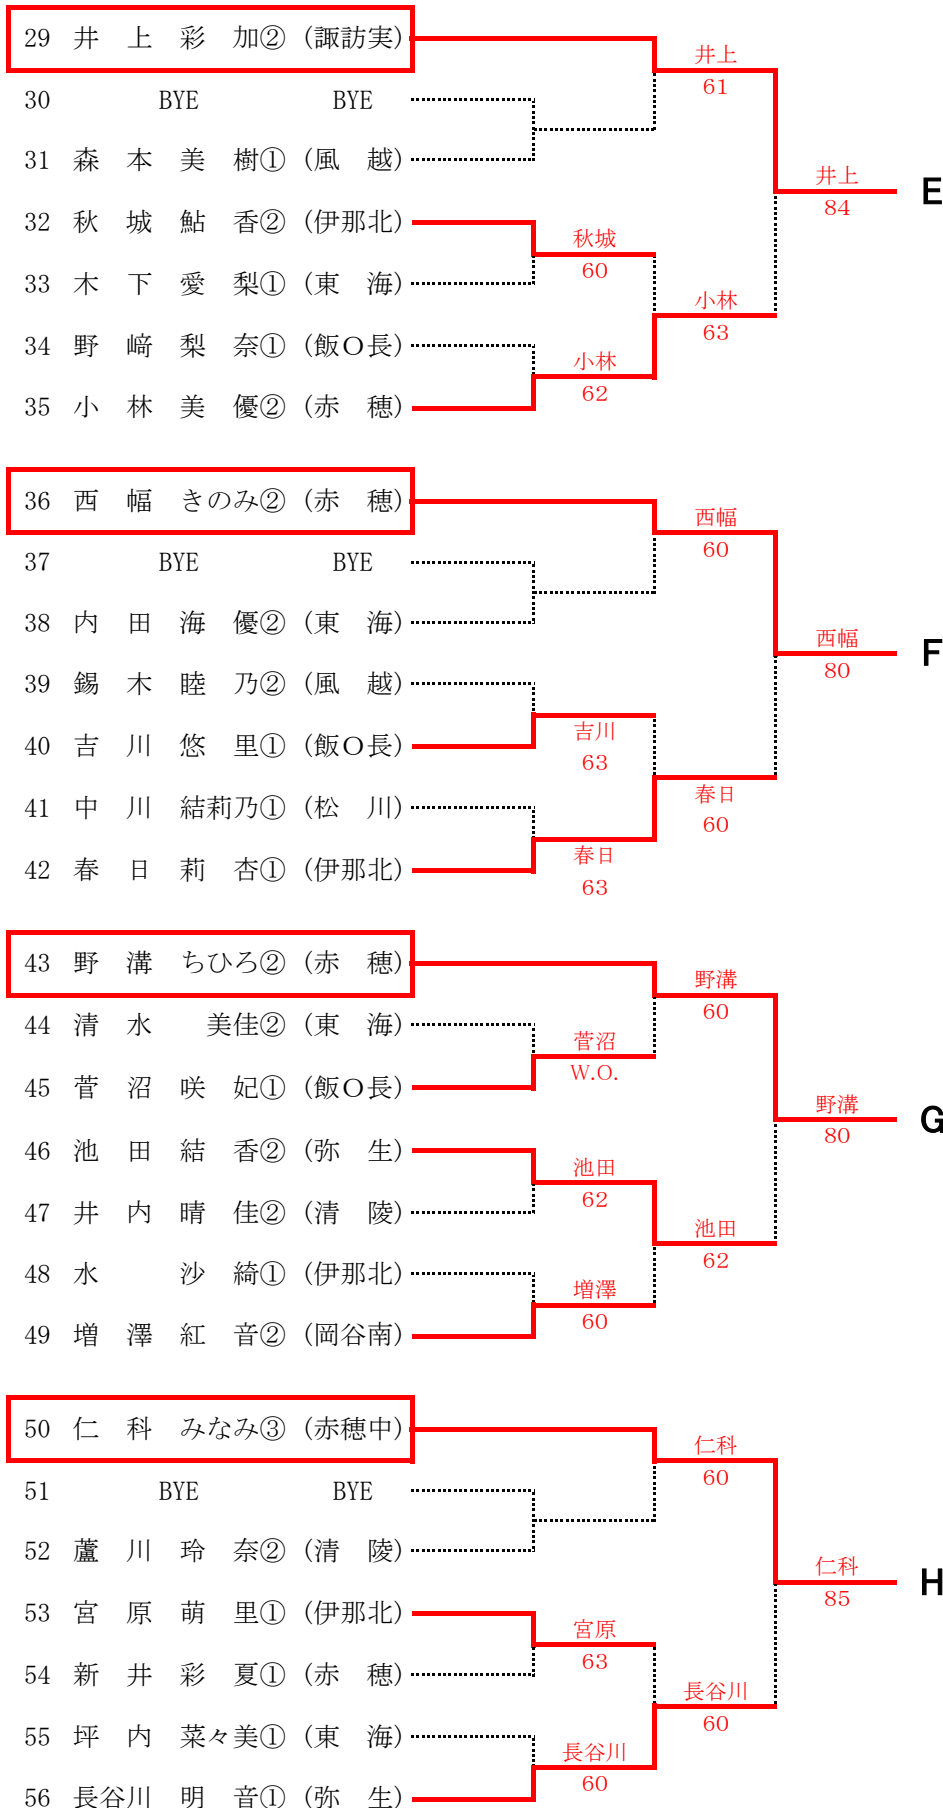 29 井 上 彩 加② (諏訪実)
井上
61
30 BYE BYE
31 森 本 美 樹① (風 越)
井上
84
E
32 秋 城 鮎 香② (伊那北)
秋城
60
33 木 下 愛 梨① (東 海)
小林
63
34 野 﨑 梨 奈① (飯O長)
小林
62
35 小 林 美 優② (赤 穂)
36 西 幅 きのみ② (赤 穂)
西幅
60
37 BYE BYE
38 内 田 海 優② (東 海)
西幅
80
F
39 錫 木 睦 乃② (風 越)
吉川
63
40 吉 川 悠 里① (飯O長)
41 中 川 結莉乃① (松 川)
春日
60
42 春 日 莉 杏① (伊那北)
春日
63
43 野 溝 ちひろ② (赤 穂)
野溝
60
44 清 水 美佳② (東 海)
菅沼
W.O.
45 菅 沼 咲 妃① (飯O長)
野溝
80
G
46 池 田 結 香② (弥 生)
池田
62
47 井 内 晴 佳② (清 陵)
池田
62
48 水 沙 綺① (伊那北)
増澤
60
49 増 澤 紅 音② (岡谷南)
50 仁 科 みなみ③ (赤穂中)
仁科
60
51 BYE BYE
52 蘆 川 玲 奈② (清 陵)
仁科
85
H
53 宮 原 萌 里① (伊那北)
宮原
63
54 新 井 彩 夏① (赤 穂)
長谷川
60
55 坪 内 菜々美① (東 海)
長谷川
60
56 長谷川 明 音① (弥 生)